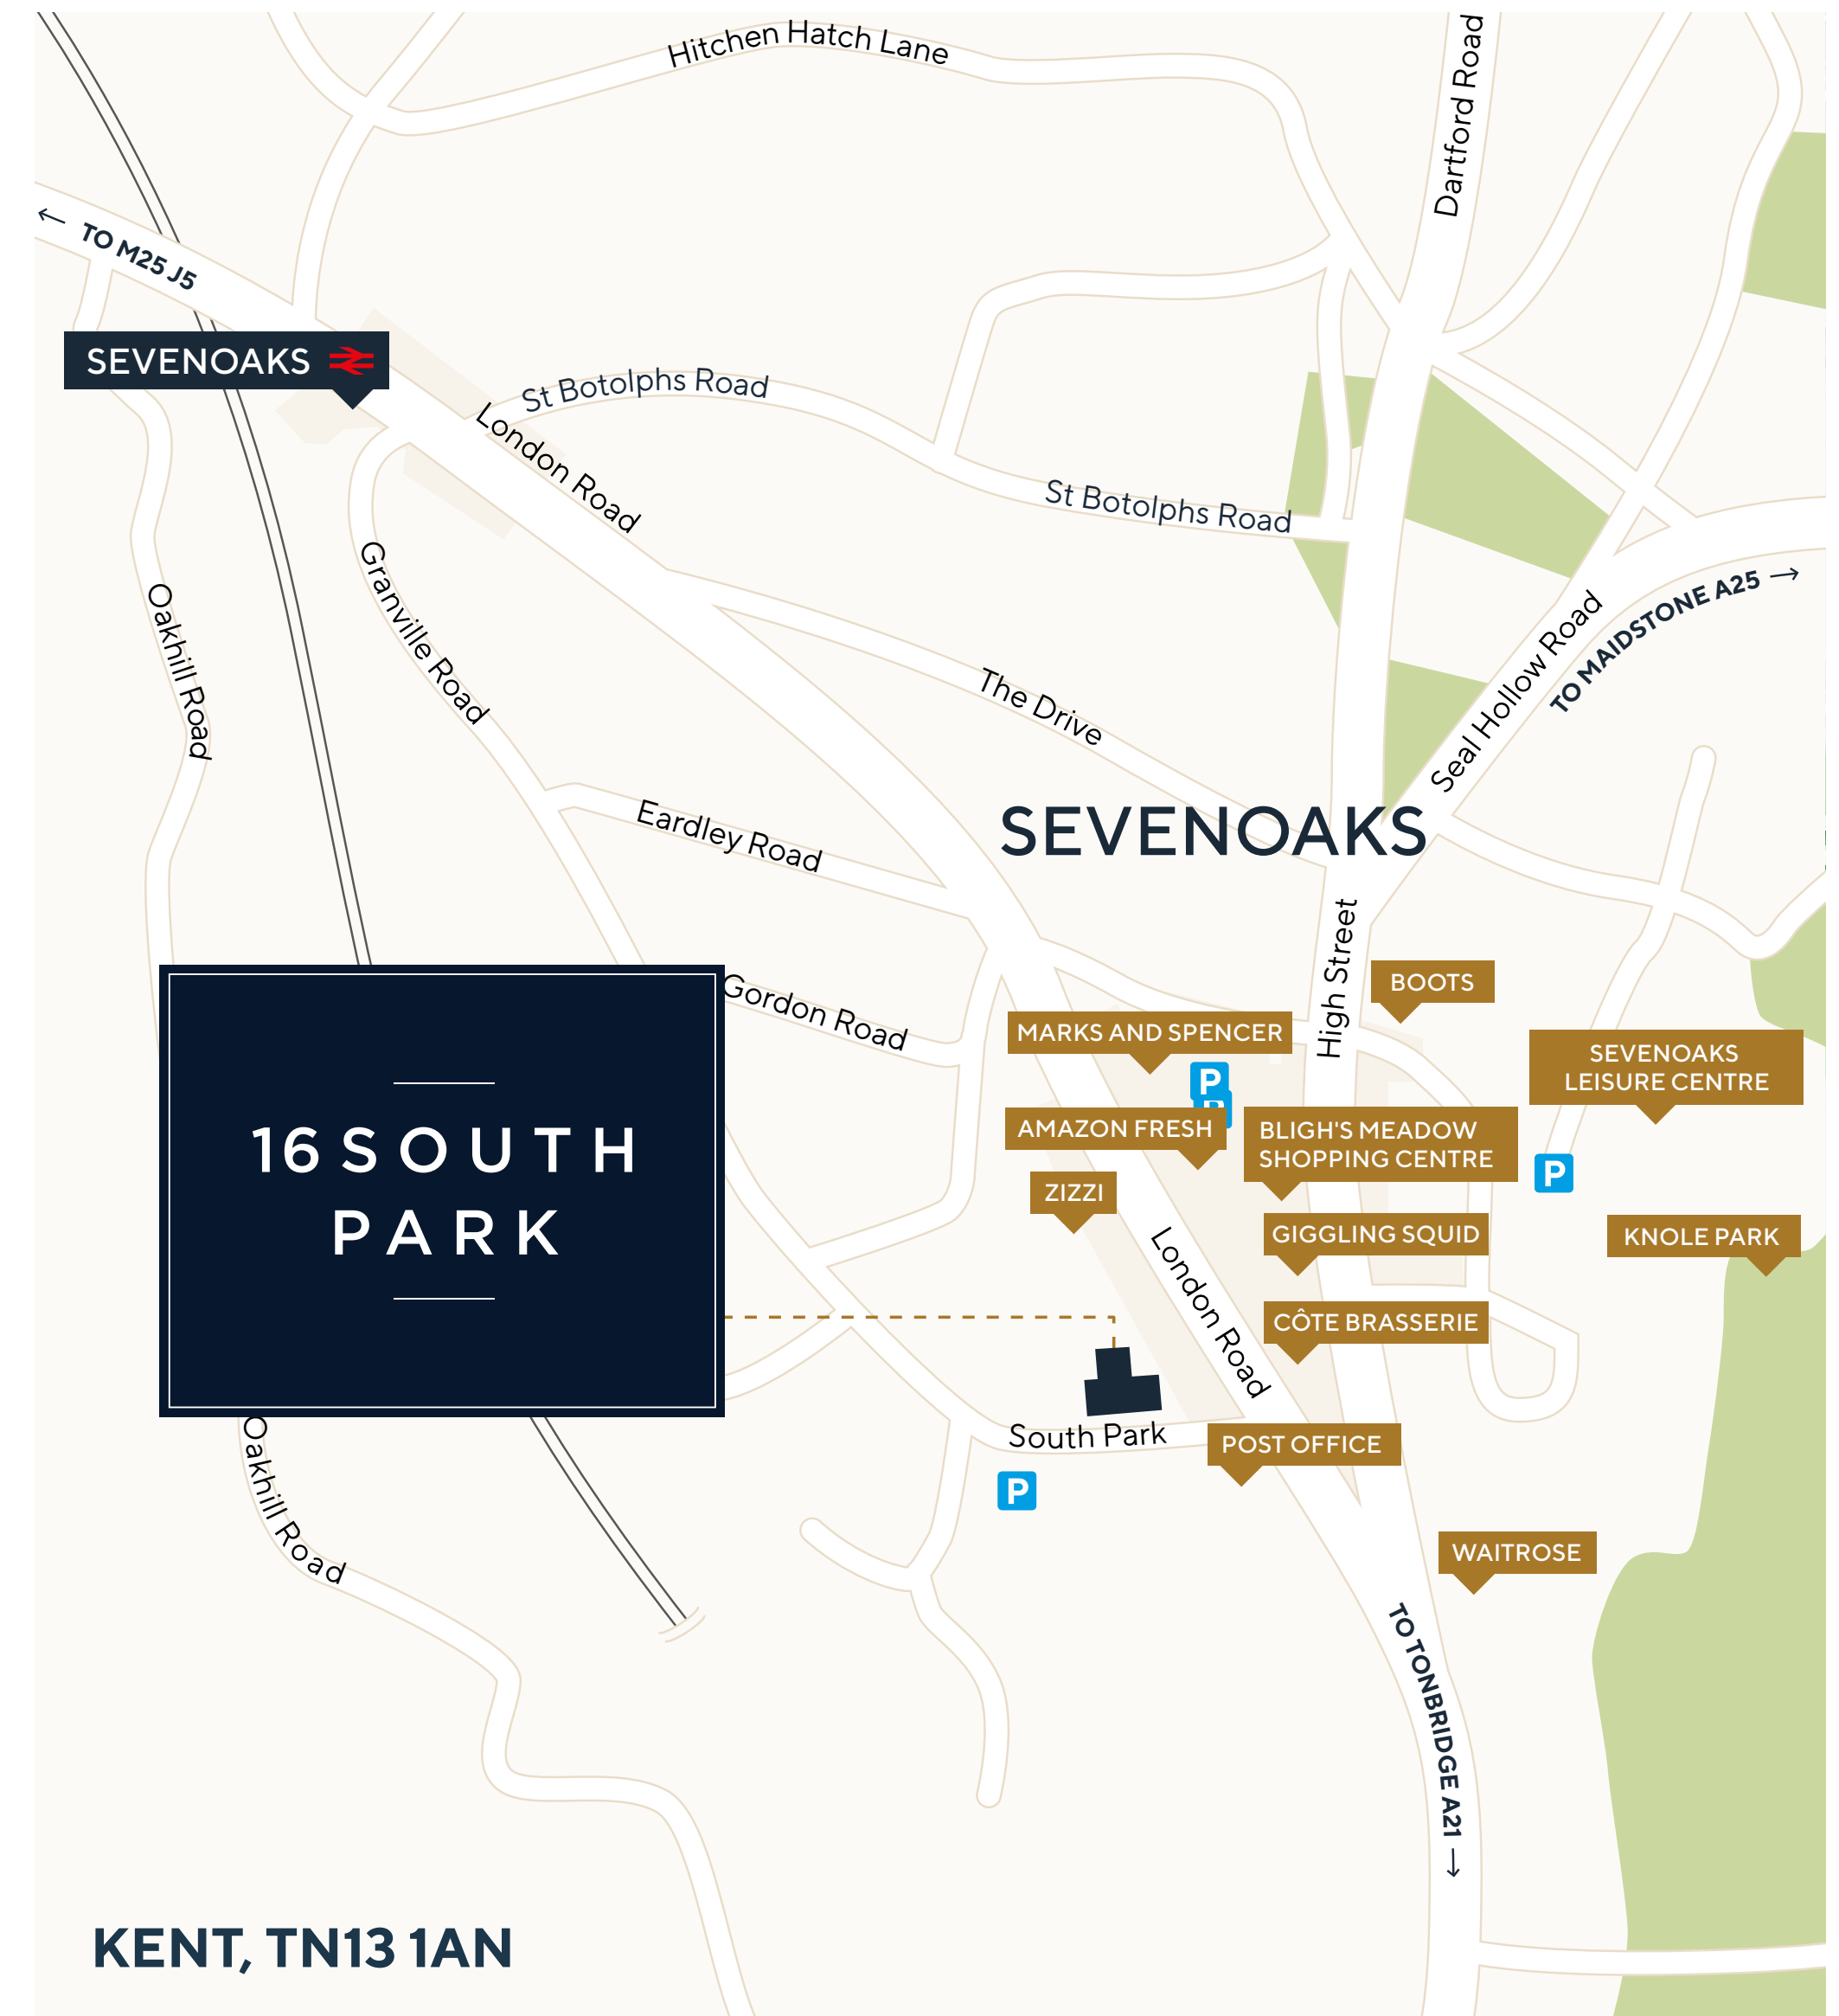 Hitchen Hatch Lane
Dartford Road
← TO M25 J5
SEVENOAKS
St Botolphs Road
London Road
St Botolphs Road
Granville Road
Oakhill Road
TO MAIDSTONE A25 →
Seal Hollow Road
The Drive
Eardley Road
SEVENOAKS
High Street
Gordon Road
BOOTS
MARKS AND SPENCER
SEVENOAKS
LEISURE CENTRE
P
P
AMAZON FRESH
BLIGH'S MEADOW
SHOPPING CENTRE
P
ZIZZI
GIGGLING SQUID
KNOLE PARK
16 SOUTH
PARK
London Road
CÔTE BRASSERIE
South Park
POST OFFICE
P
Oakhill Road
WAITROSE
TO TONBRIDGE A21 →
KENT, TN13 1AN